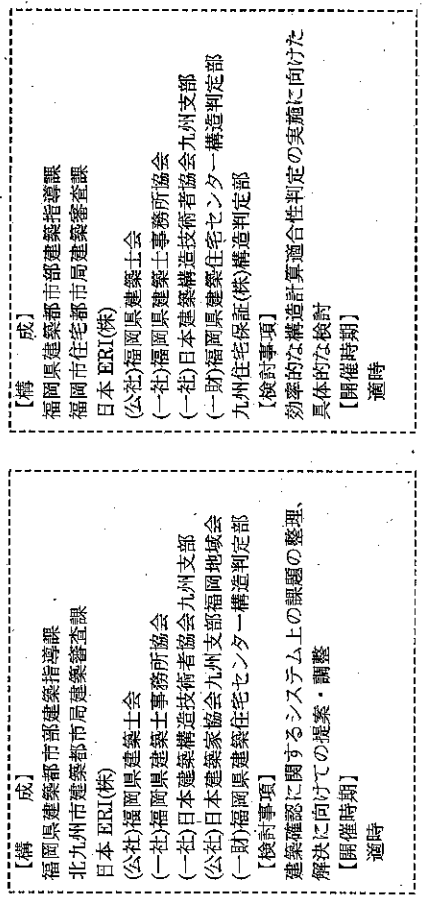 【構　　成】
福岡県建築都市部建築指導課
北九州市建築都市局建築審査課
日本 ERI(株)
(公社)福岡県建築士会
(一社)福岡県建築士事務所協会
(一社)日本建築構造技術者協会九州支部
(公社)日本建築家協会九州支部福岡地域会
(一財)福岡県建築住宅センター構造判定部
【検討事項】
建築確認に関するシステム上の課題の整理、
解決に向けての提案・調整
【開催時期】
適時
【構　　成】
福岡県建築都市部建築指導課
福岡市住宅都市局建築審査課
日本 ERI(株)
(公社)福岡県建築士会
(一社)福岡県建築士事務所協会
(一社)日本建築構造技術者協会九州支部
(一財)福岡県建築住宅センター構造判定部
九州住宅保証(株)構造判定部
【検討事項】
効率的な構造計算適合性判定の実施に向けた
具体的な検討
【開催時期】
適時